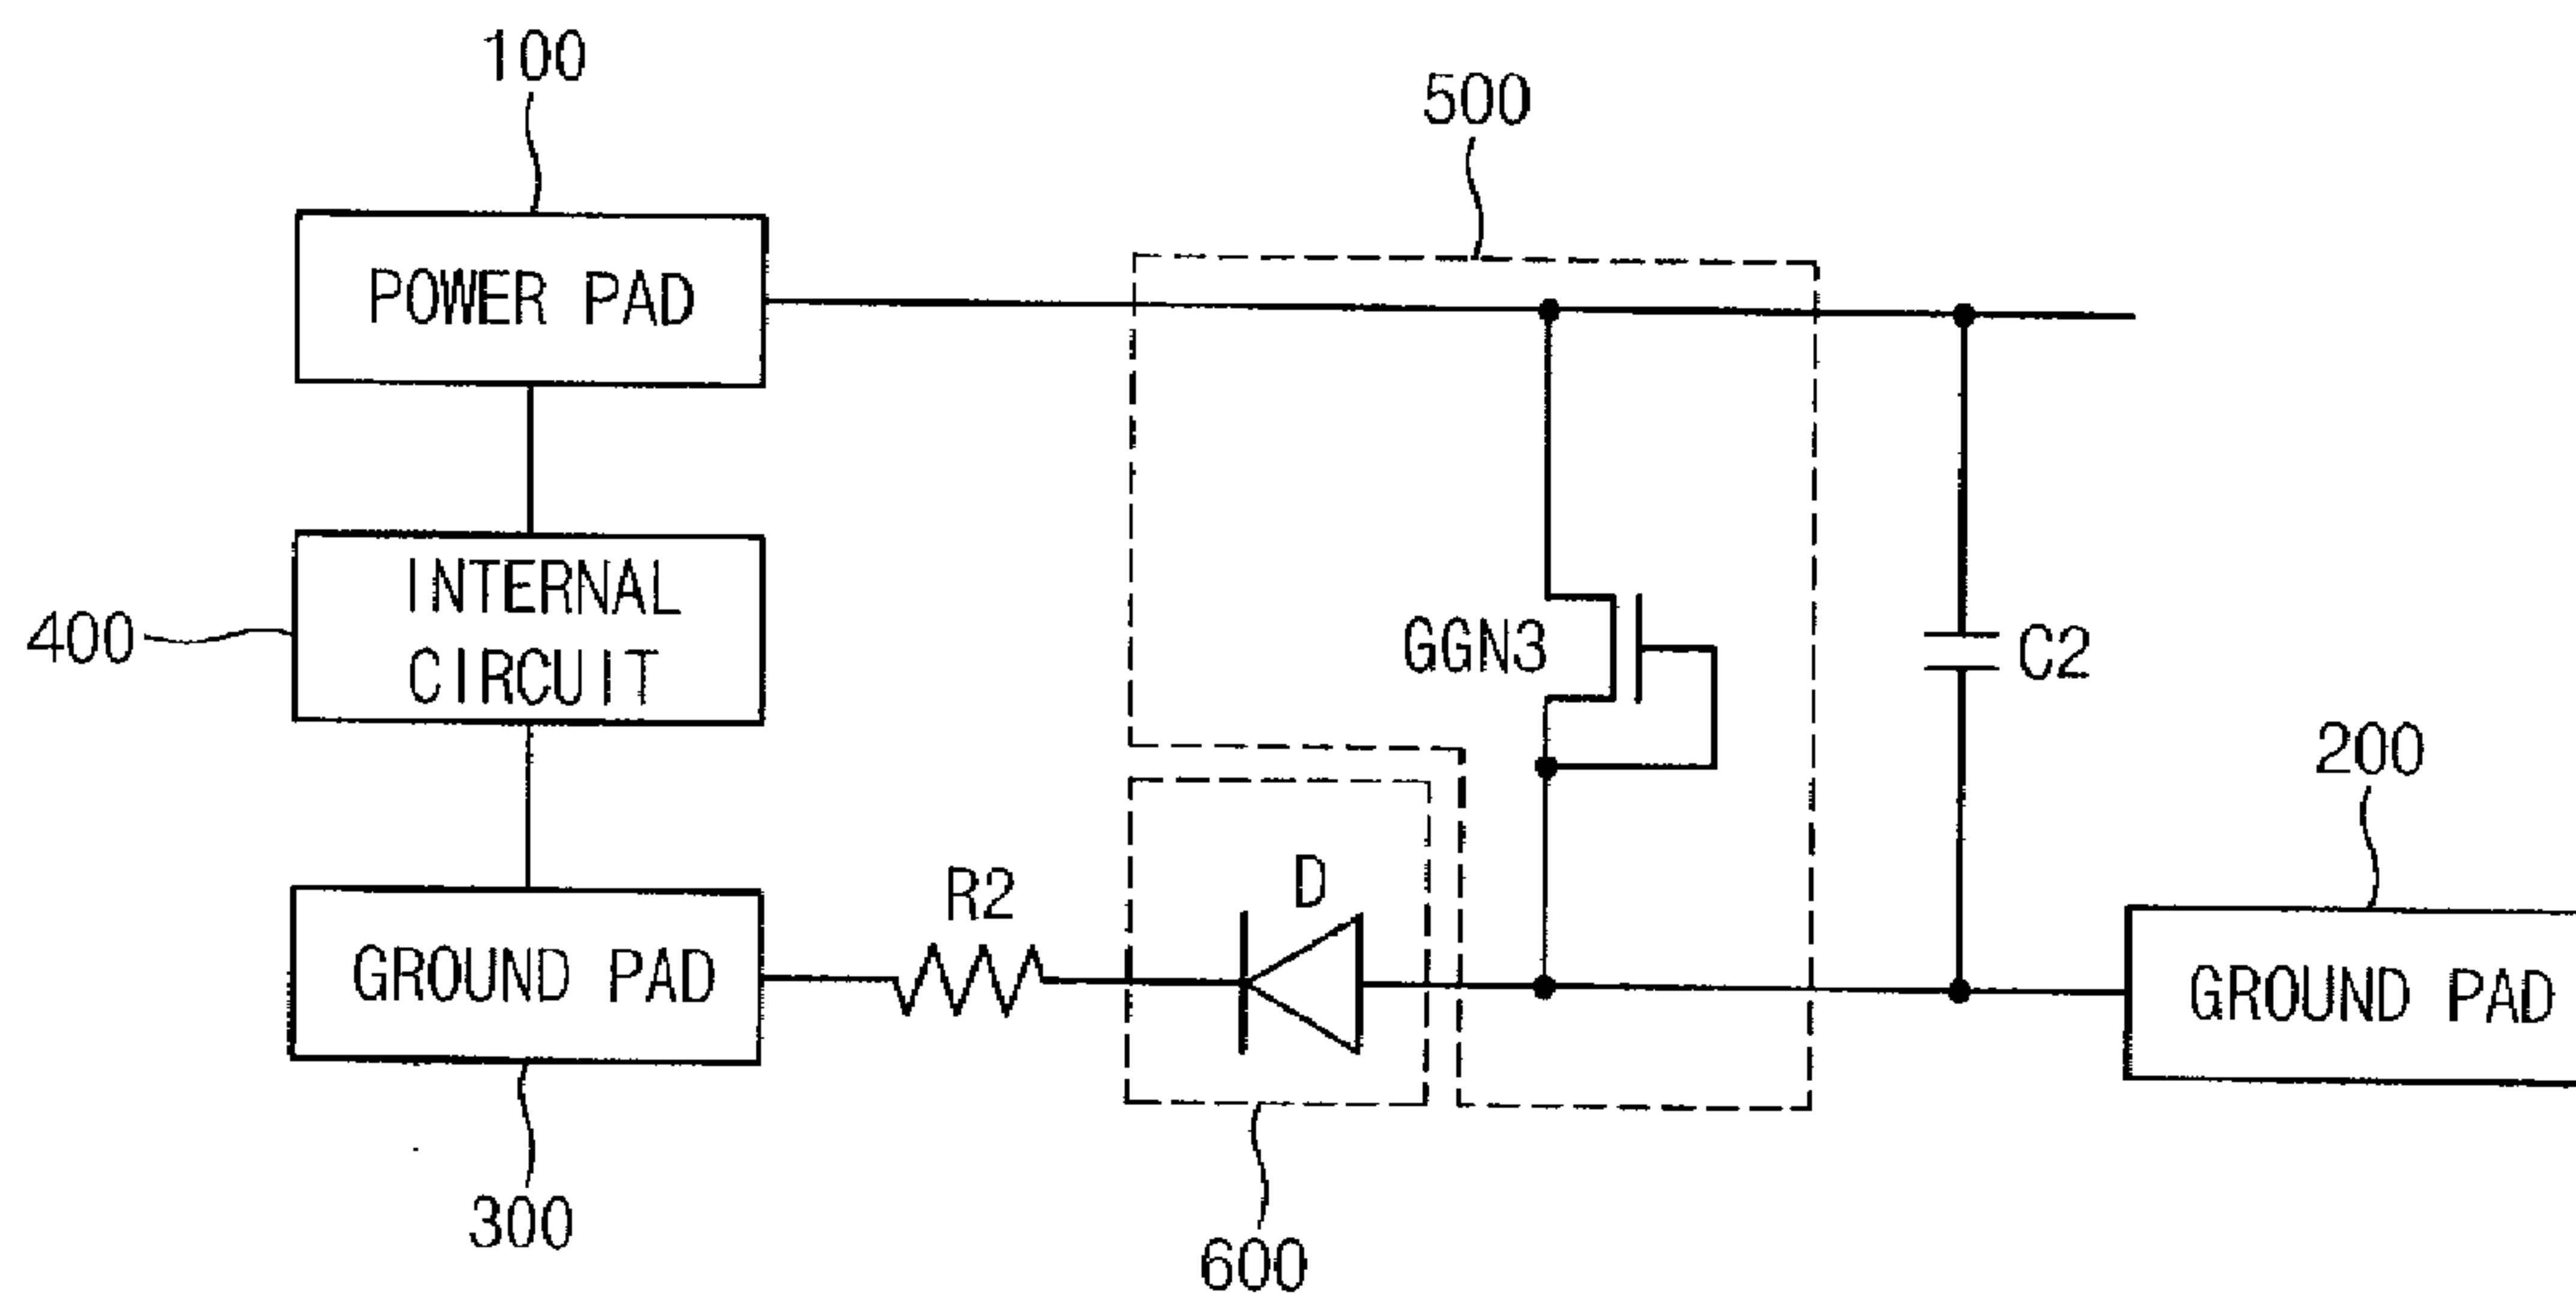 100
500
POWER PAD
INTERNAL
CIRCUIT
400
GGN3
C2
200
R2
D
GROUND PAD
GROUND PAD
300
600